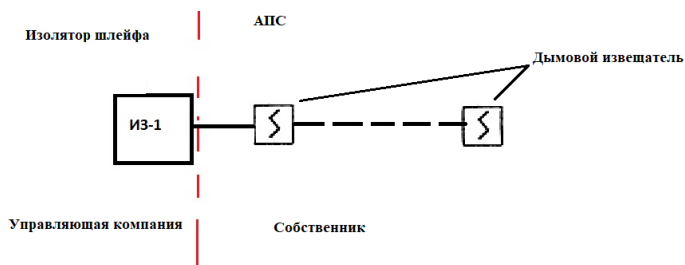 АПС
Изолятор шлейфа
Дымовой извещатель
ИЗ-1
Управляющая компания
Собственник